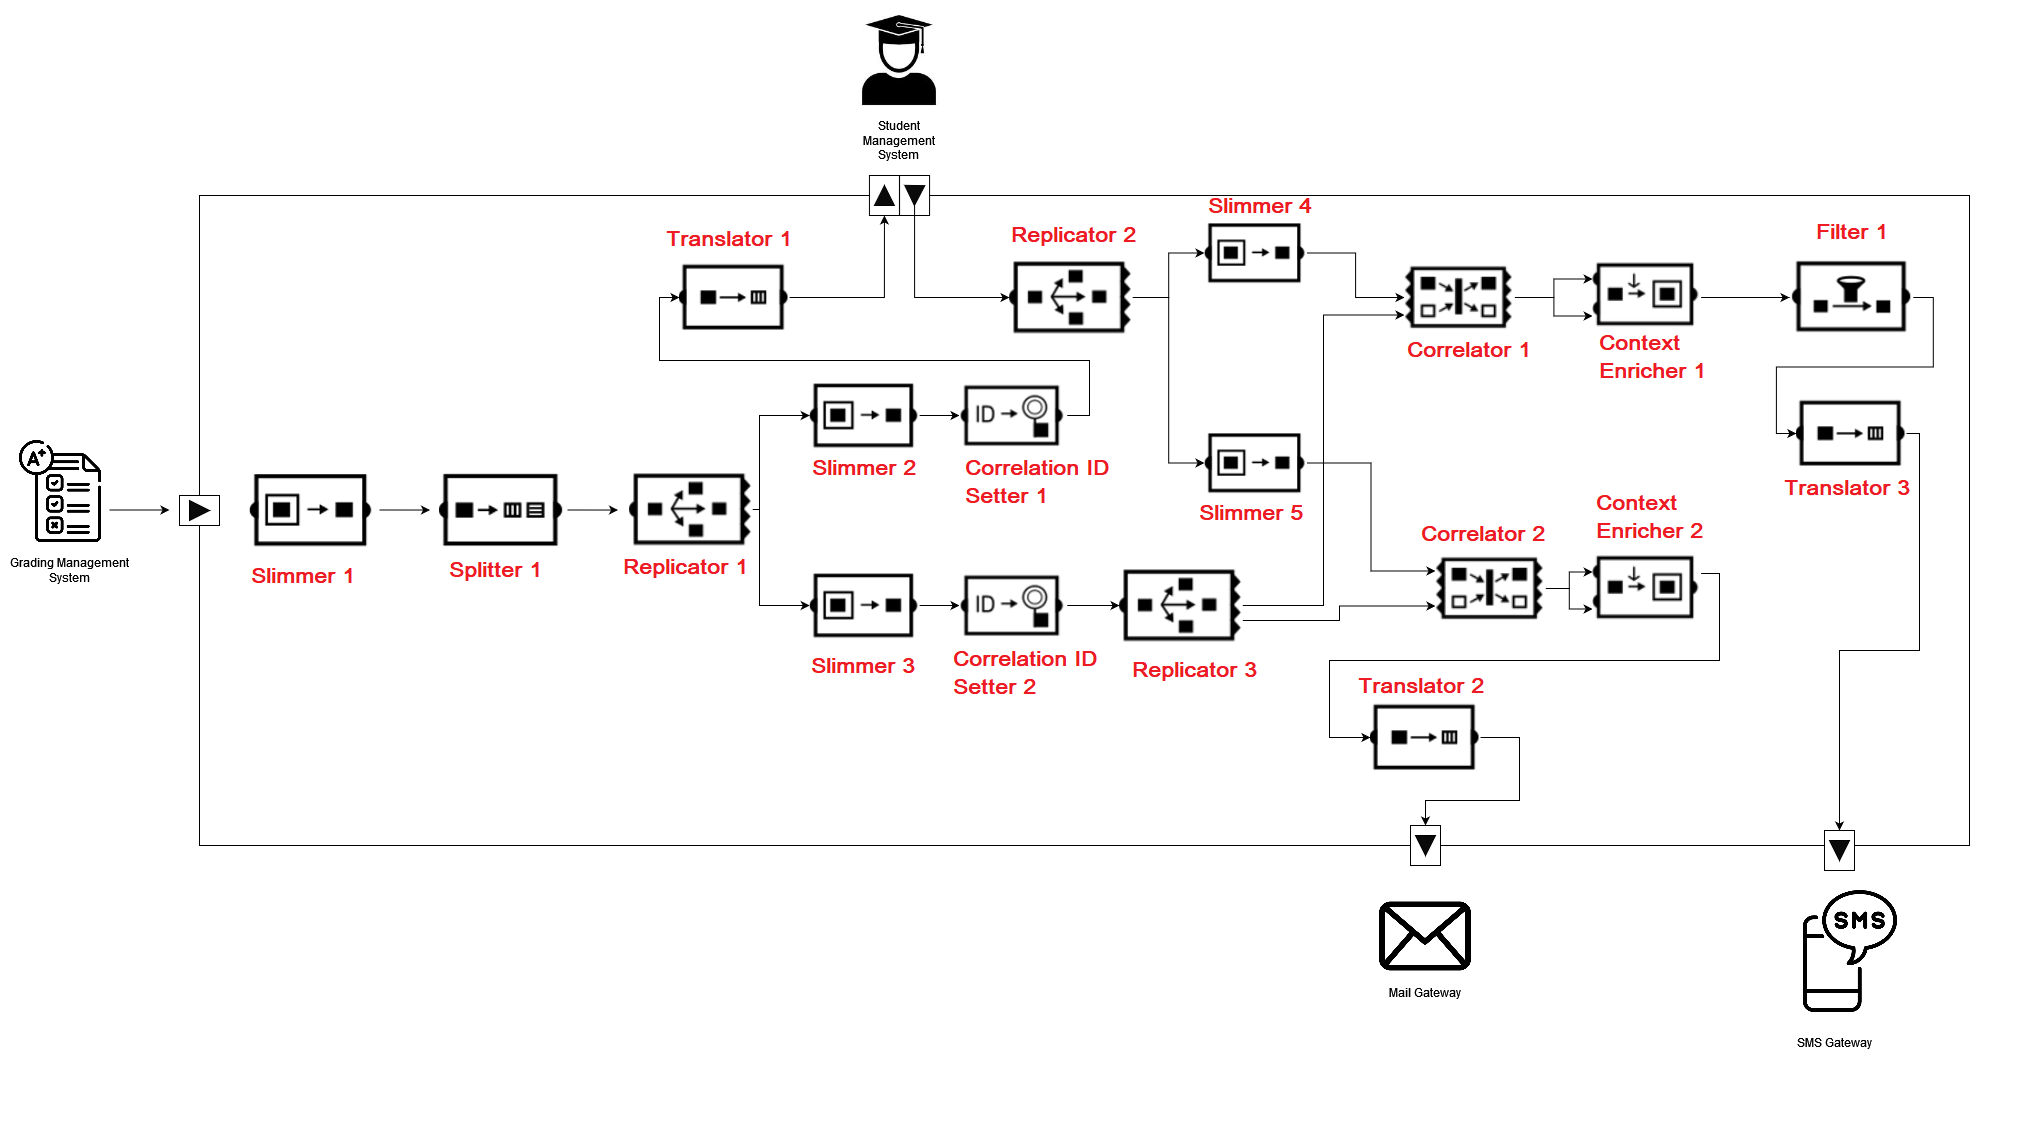 Student
Management
System
Slimmer 4
Translator 1
Replicator 2
Filter 1
Correlator 1
Context
Enricher 1
A+
ID
Slimmer 2
Correlation ID
Setter 1
Translator 3
Slimmer 5
Context
Enricher 2
Correlator 2
Grading Management
System
Slimmer 1
Splitter 1
Replicator 1
ID
Slimmer 3
Correlation ID
Setter 2
Replicator 3
Translator 2
SMS
Mail Gateway
SMS Gateway